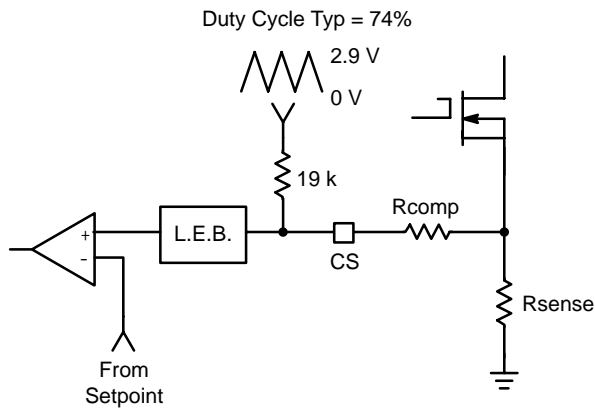 Duty Cycle Typ = 74%
2.9 V
0 V
19 k
Rcomp
L.E.B.
+
-
CS
Rsense
From
Setpoint